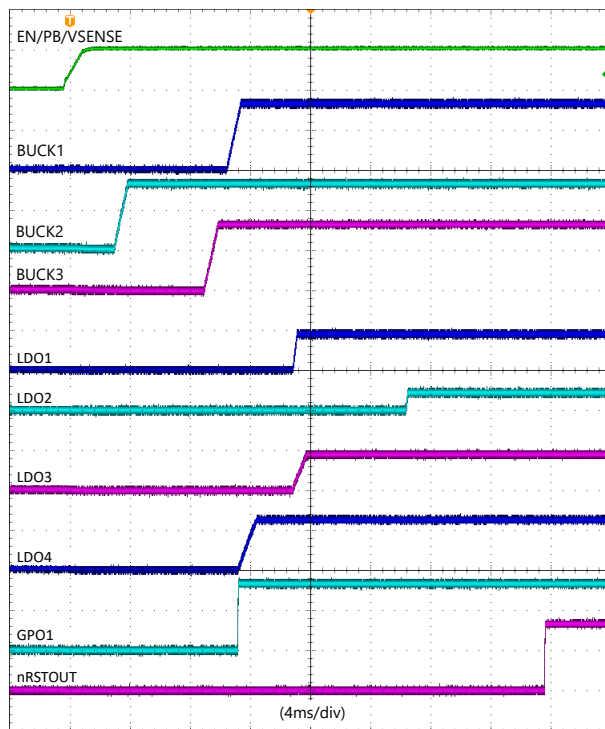 T
EN/PB/VSENSE
BUCK1
BUCK2
BUCK3
LDO1
LDO2
LDO3
LDO4
GPO1
nRSTOUT
(4ms/div)